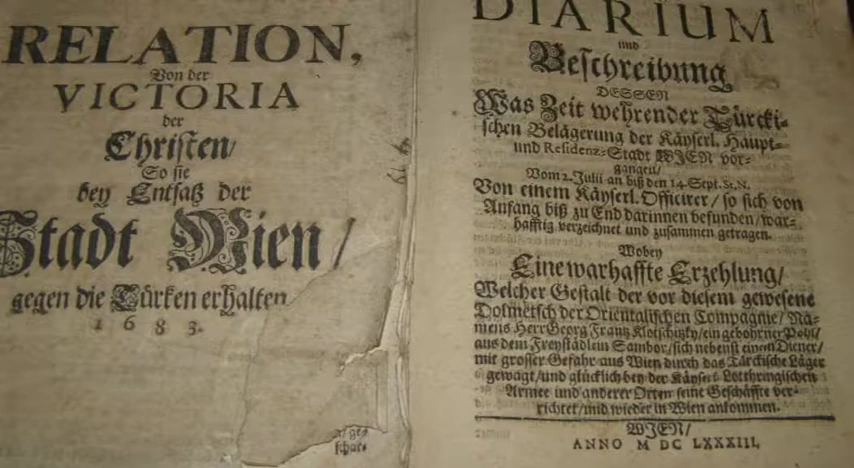 RELATION,
Von der
VICTORIA
der
Christen/
So sie
bey Entsatz der
Stadt Wien/
gegen die Türken erhalten
1683.
DIARIUM
und
Beschreibung
DESSEN
Was Zeit wehrender Türcki-
schen Belägerung der Käyserl. Haupt-
und Residenz-Stadt WIEN vor-
gangen/
Vom 2. Julii an biß den 14. Sept. St. N.
Von einem Käyserl. Officirer/ so sich von
Anfang biß zu End darinnen befunden/ war-
hafftig verzeichnet und zusammen getragen.
Wobey
Eine warhaffte Erzehlung/
Welcher Gestalt der vor diesem gewesene
Dolmetsch der Orientalischen Compagnie/ Na-
mens Herr Georg Frantz Klotschitzky/ ein gebohrner Pohl/
aus dem Freystädlein Sambor/ sich nebenst einem Diener/
mit grosser Gefahr aus Wien durch das Türckische Läger
gewagt/ und glücklich bey der Käyserl. Lotthringischen
Armee und anderer Orten seine Geschäffte ver-
richtet/ und wieder in Wien ankommen.
WIEN/
ANNO M DC LXXXIII.